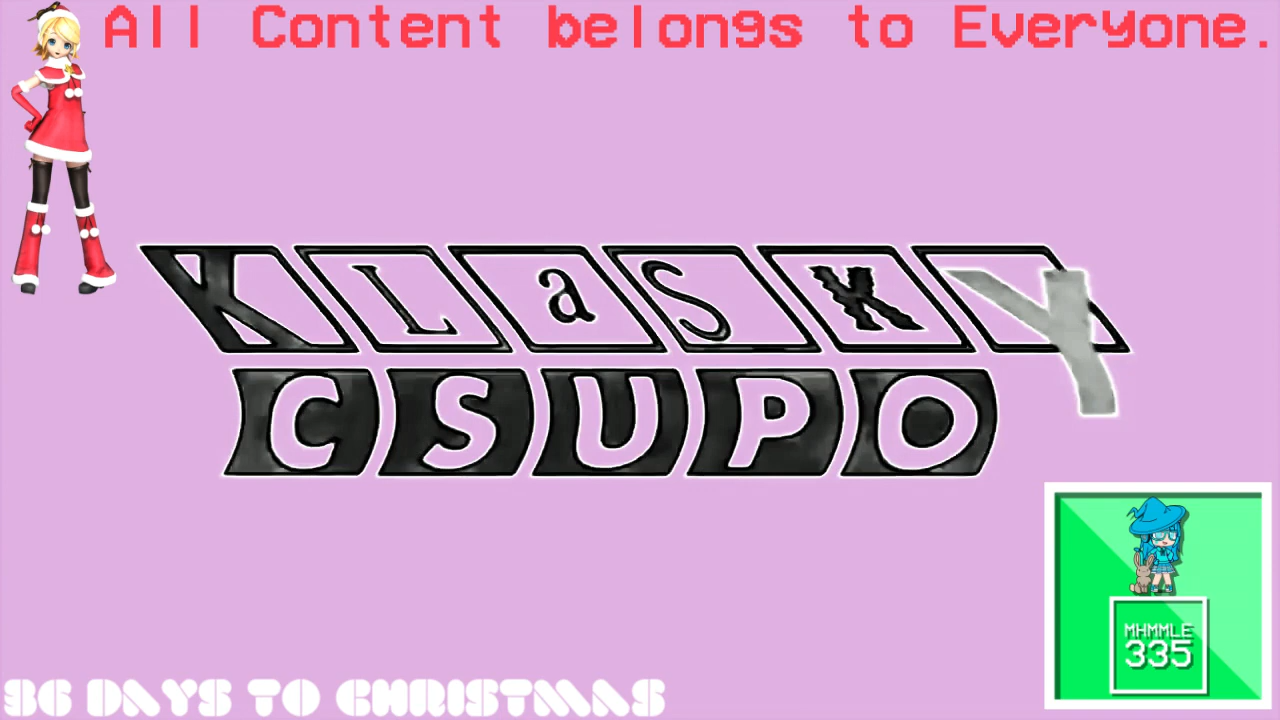 All Content belongs to Everyone.
KLaSKY
CSUPO
MHMMLE
335
36 DAYS TO CHRISTMAS